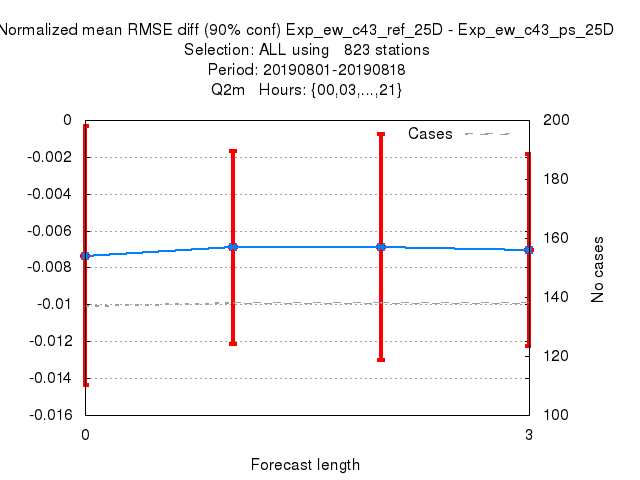 Normalized mean RMSE diff (90% conf) Exp_ew_c43_ref_25D - Exp_ew_c43_ps_25D
Selection: ALL using   823 stations
Period: 20190801-20190818
Q2m   Hours: {00,03,...,21}
Cases
0
-0.002
-0.004
-0.006
-0.008
-0.01
-0.012
-0.014
-0.016
200
180
160
140
120
100
No cases
0
3
Forecast length